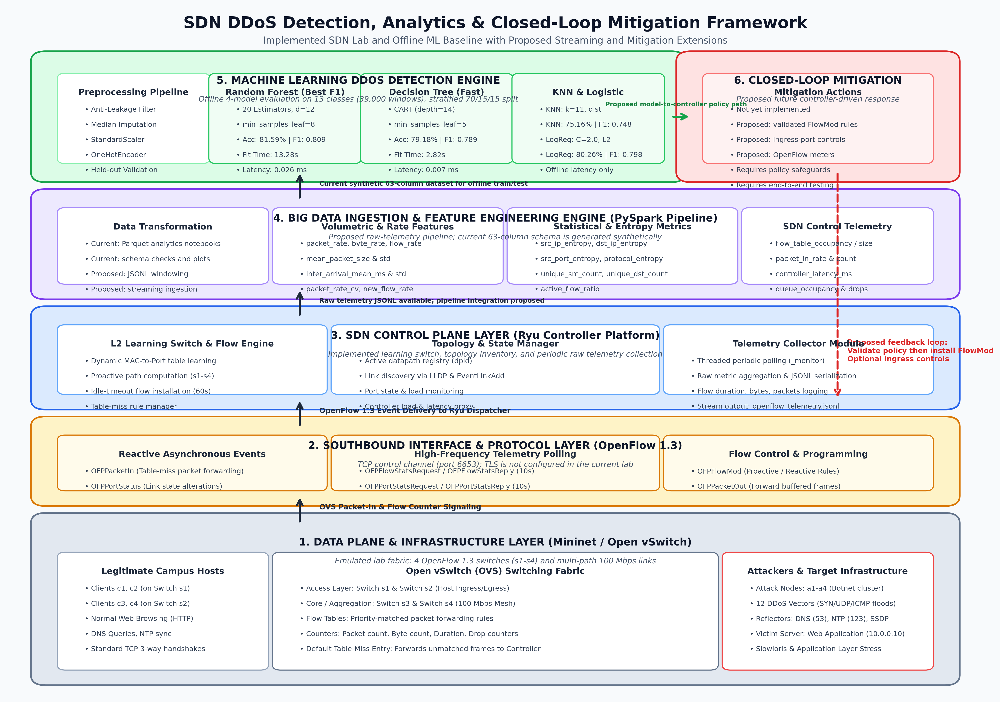 SDN DDoS Detection, Analytics & Closed-Loop Mitigation Framework
Implemented SDN Lab and Offline ML Baseline with Proposed Streaming and Mitigation Extensions
5. MACHINE LEARNING DDOS DETECTION ENGINE
Offline 4-model evaluation on 13 classes (39,000 windows), stratified 70/15/15 split
Preprocessing Pipeline
• Anti-Leakage Filter
• Median Imputation
• StandardScaler
• OneHotEncoder
• Held-out Validation
Random Forest (Best F1)
• 20 Estimators, d=12
• min_samples_leaf=8
• Acc: 81.59% | F1: 0.809
• Fit Time: 13.28s
• Latency: 0.026 ms
Decision Tree (Fast)
• CART (depth=14)
• min_samples_leaf=5
• Acc: 79.18% | F1: 0.789
• Fit Time: 2.82s
• Latency: 0.007 ms
KNN & Logistic
• KNN: k=11, dist
• KNN: 75.16% | F1: 0.748
• LogReg: C=2.0, L2
• LogReg: 80.26% | F1: 0.798
• Offline latency only
Proposed model-to-controller policy path
6. CLOSED-LOOP MITIGATION
Mitigation Actions
Proposed future controller-driven response
• Not yet implemented
• Proposed: validated FlowMod rules
• Proposed: ingress-port controls
• Proposed: OpenFlow meters
• Requires policy safeguards
• Requires end-to-end testing
Current synthetic 63-column dataset for offline train/test
4. BIG DATA INGESTION & FEATURE ENGINEERING ENGINE (PySpark Pipeline)
Proposed raw-telemetry pipeline; current 63-column schema is generated synthetically
Data Transformation
• Current: Parquet analytics notebooks
• Current: schema checks and plots
• Proposed: JSONL windowing
• Proposed: streaming ingestion
Volumetric & Rate Features
• packet_rate, byte_rate, flow_rate
• mean_packet_size & std
• inter_arrival_mean_ms & std
• packet_rate_cv, new_flow_rate
Statistical & Entropy Metrics
• src_ip_entropy, dst_ip_entropy
• src_port_entropy, protocol_entropy
• unique_src_count, unique_dst_count
• active_flow_ratio
SDN Control Telemetry
• flow_table_occupancy / size
• packet_in_rate & count
• controller_latency_ms
• queue_occupancy & drops
Raw telemetry JSONL available; pipeline integration proposed
3. SDN CONTROL PLANE LAYER (Ryu Controller Platform)
Implemented learning switch, topology inventory, and periodic raw telemetry collection
L2 Learning Switch & Flow Engine
• Dynamic MAC-to-Port table learning
• Proactive path computation (s1-s4)
• Idle-timeout flow installation (60s)
• Table-miss rule manager
Topology & State Manager
• Active datapath registry (dpid)
• Link discovery via LLDP & EventLinkAdd
• Port state & load monitoring
• Controller load & latency proxy
Telemetry Collector Module
• Threaded periodic polling (_monitor)
• Raw metric aggregation & JSONL serialization
• Flow duration, bytes, packets logging
• Stream output: openflow_telemetry.jsonl
Proposed feedback loop:
Validate policy then install FlowMod
Optional ingress controls
OpenFlow 1.3 Event Delivery to Ryu Dispatcher
2. SOUTHBOUND INTERFACE & PROTOCOL LAYER (OpenFlow 1.3)
TCP control channel (port 6653); TLS is not configured in the current lab
Reactive Asynchronous Events
• OFPPacketIn (Table-miss packet forwarding)
• OFPPortStatus (Link state alterations)
High-Frequency Telemetry Polling
• OFPFlowStatsRequest / OFPFlowStatsReply (10s)
• OFPPortStatsRequest / OFPPortStatsReply (10s)
Flow Control & Programming
• OFPFlowMod (Proactive / Reactive Rules)
• OFPPacketOut (Forward buffered frames)
OVS Packet-In & Flow Counter Signaling
1. DATA PLANE & INFRASTRUCTURE LAYER (Mininet / Open vSwitch)
Emulated lab fabric: 4 OpenFlow 1.3 switches (s1-s4) and multi-path 100 Mbps links
Legitimate Campus Hosts
• Clients c1, c2 (on Switch s1)
• Clients c3, c4 (on Switch s2)
• Normal Web Browsing (HTTP)
• DNS Queries, NTP sync
• Standard TCP 3-way handshakes
Open vSwitch (OVS) Switching Fabric
• Access Layer: Switch s1 & Switch s2 (Host Ingress/Egress)
• Core / Aggregation: Switch s3 & Switch s4 (100 Mbps Mesh)
• Flow Tables: Priority-matched packet forwarding rules
• Counters: Packet count, Byte count, Duration, Drop counters
• Default Table-Miss Entry: Forwards unmatched frames to Controller
Attackers & Target Infrastructure
• Attack Nodes: a1-a4 (Botnet cluster)
• 12 DDoS Vectors (SYN/UDP/ICMP floods)
• Reflectors: DNS (53), NTP (123), SSDP
• Victim Server: Web Application (10.0.0.10)
• Slowloris & Application Layer Stress